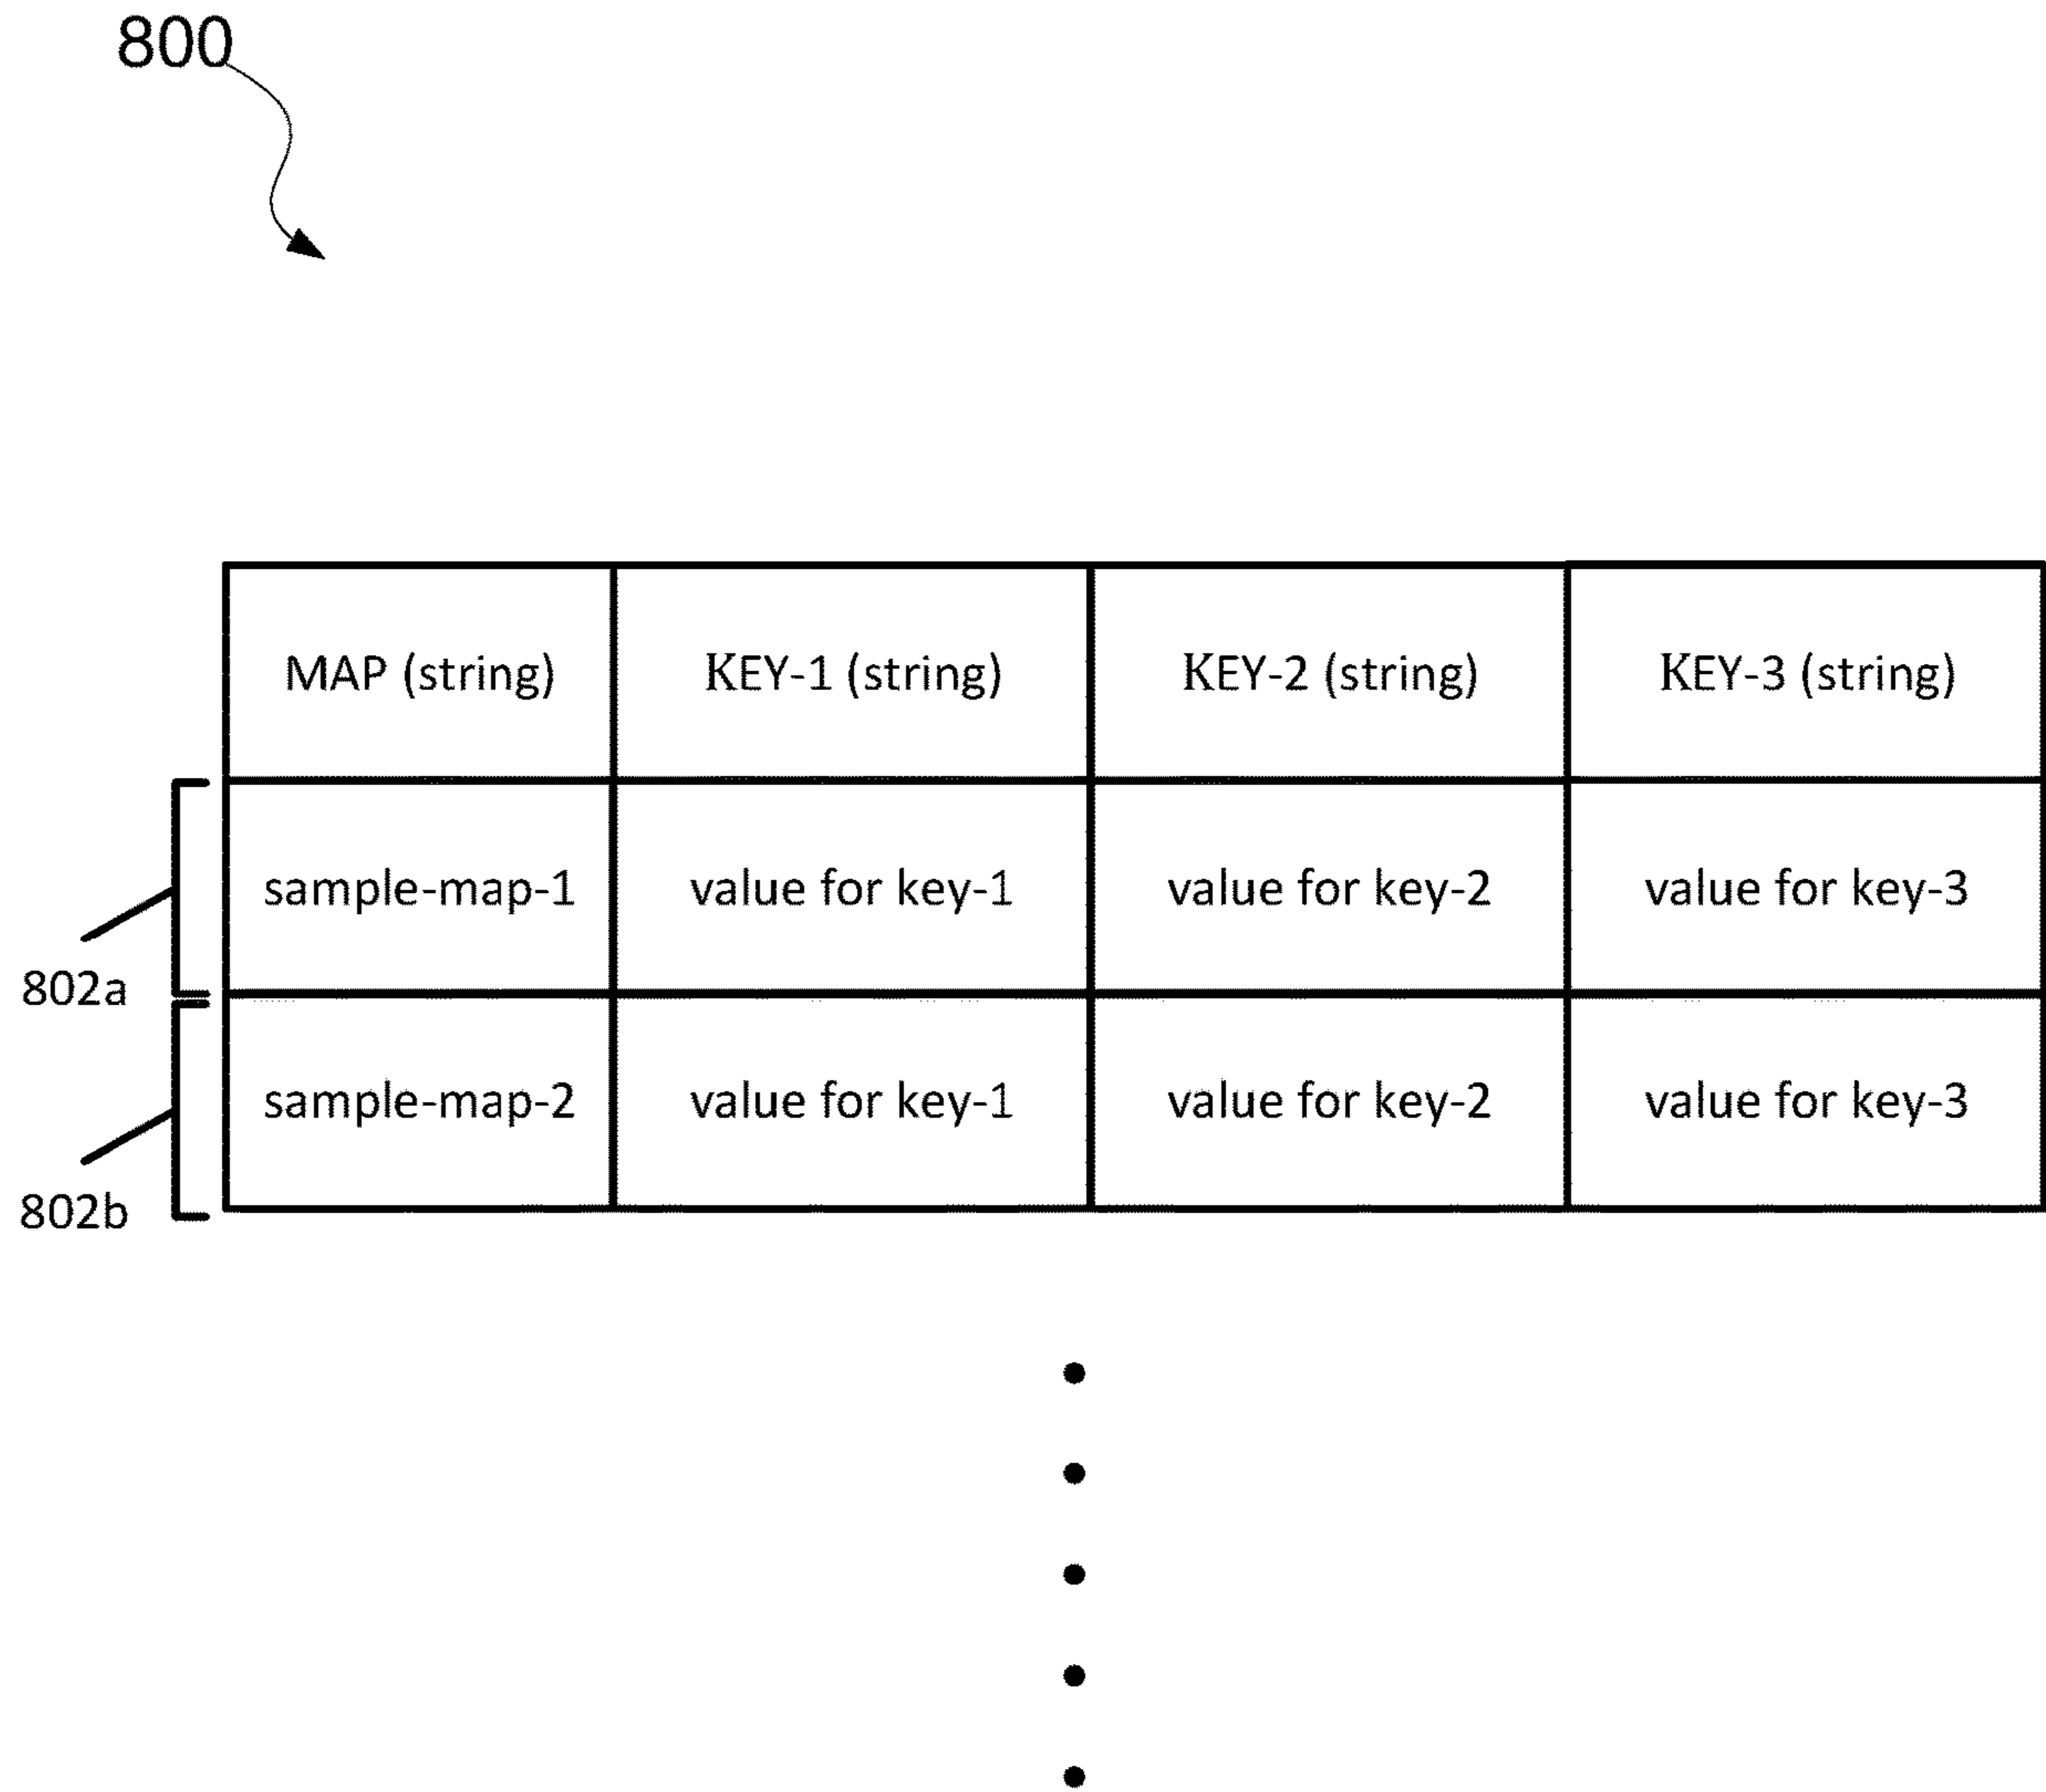 800
MAP (string) KEY-1 (string) KEY-2 (string) KEY-3 (string)
sample-map-1 value for key-1 value for key-2 value for key-3
802a
sample-map-2 value for key-1 value for key-2 value for key-3
802b